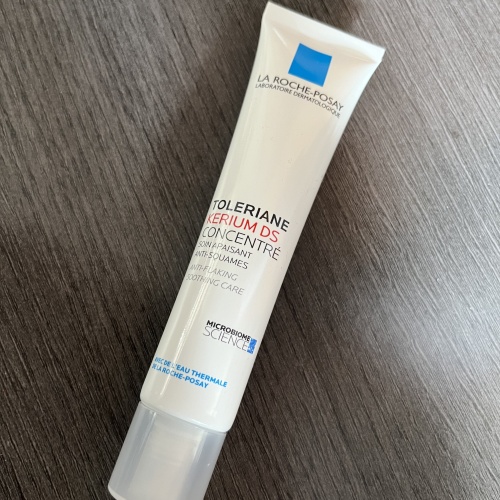 LA ROCHE-POSAY
LABORATOIRE DERMATOLOGIQUE
TOLERIANE
KERIUM DS
CONCENTRÉ
SOIN APAISANT
ANTI-SQUAMES
ANTI-FLAKING
SOOTHING CARE
MICROBIOME
SCIENCE
AVEC DE L'EAU THERMALE
DE LA ROCHE-POSAY